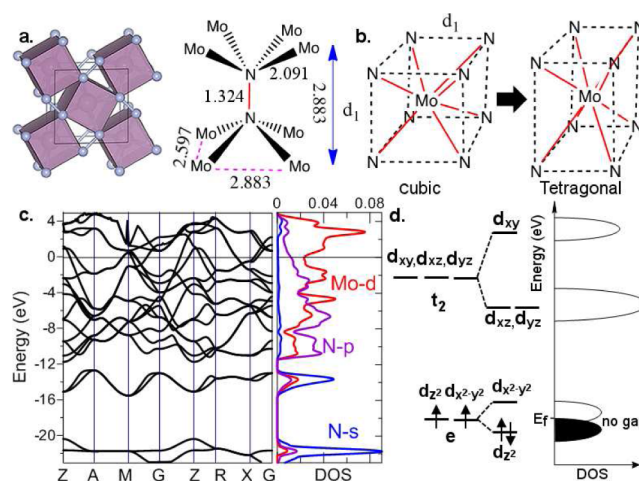 a.
Mo Mo Mo Mo
N 2.091
1.324
N
Mo Mo
2.597
Mo Mo
2.883
2.883
d1
b.
d1
N N
N N
Mo
N N
N N
cubic
N N
N N
Mo
N N
N N
Tetragonal
c.
Energy (eV)
4
0
-4
-8
-12
-16
-20
Z A M G Z R X G
0 0.04 0.08
Mo-d
N-p
N-s
DOS
d.
Energy (eV)
dxy
dxy,dxz,dyz
t2
dxz,dyz
dz² dx²-y²
dx²-y²
e
dz²
Ef
no ga
DOS